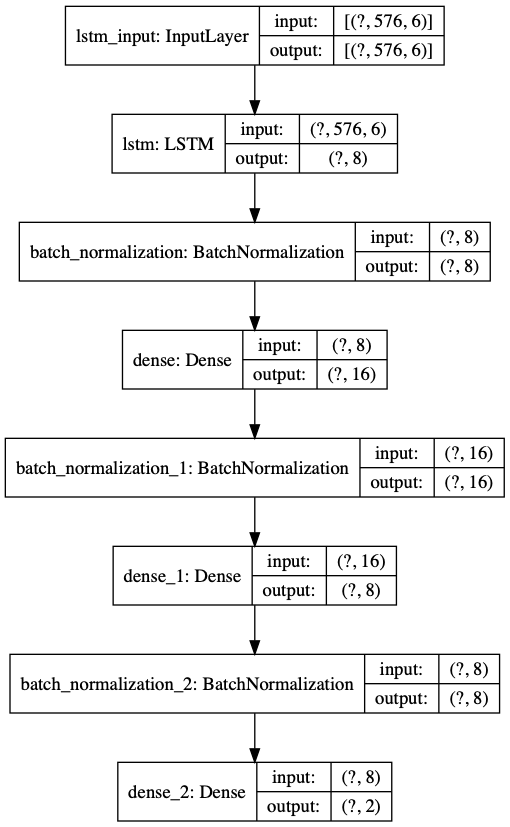 lstm_input: InputLayer
input: [(?, 576, 6)]
output: [(?, 576, 6)]
lstm: LSTM
input: (?, 576, 6)
output: (?, 8)
batch_normalization: BatchNormalization
input: (?, 8)
output: (?, 8)
dense: Dense
input: (?, 8)
output: (?, 16)
batch_normalization_1: BatchNormalization
input: (?, 16)
output: (?, 16)
dense_1: Dense
input: (?, 16)
output: (?, 8)
batch_normalization_2: BatchNormalization
input: (?, 8)
output: (?, 8)
dense_2: Dense
input: (?, 8)
output: (?, 2)